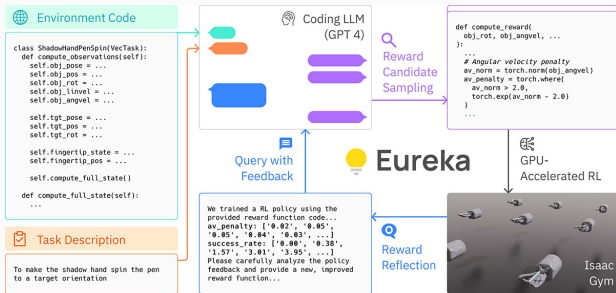 Environment Code
class ShadowHandPenSpin(VecTask):
def compute_observations(self):
self.obj_pose = ...
self.obj_pos = ...
self.obj_rot = ...
self.obj_linvel = ...
self.obj_angvel = ...
self.tgt_pose = ...
self.tgt_pos = ...
self.tgt_rot = ...
self.fingertip_state = ...
self.fingertip_pos = ...
self.compute_full_state()
def compute_full_state(self):
...
Task Description
To make the shadow hand spin the pen
to a target orientation
Coding LLM
(GPT 4)
Reward
Candidate
Sampling
def compute_reward(
obj_rot, obj_angvel, ...
):
...
# Angular velocity penalty
av_norm = torch.norm(obj_angvel)
av_penalty = torch.where(
av_norm > 2.0,
torch.exp(av_norm - 2.0)
)
...
Query with
Feedback
Eureka
GPU-
Accelerated RL
We trained a RL policy using the
provided reward function code...
av_penalty: ['0.02', '0.05',
'0.05', '0.04', '0.03', ...]
success_rate: ['0.00', '0.38',
'1.57', '3.01', '3.95', ...]
Please carefully analyze the policy
feedback and provide a new, improved
reward function...
Reward
Reflection
Isaac
Gym